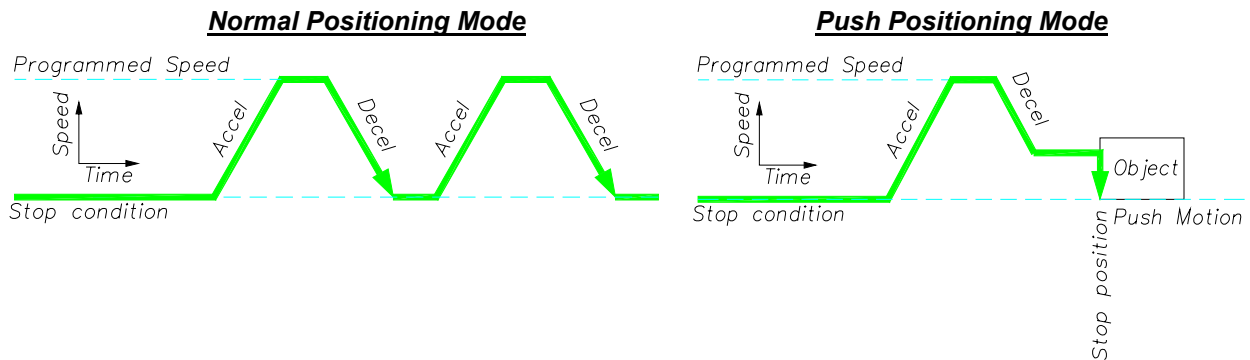 Normal Positioning Mode
Programmed Speed
Speed
Time
Accel
Decel
Accel
Decel
Stop condition
Push Positioning Mode
Programmed Speed
Speed
Time
Accel
Decel
Object
Stop condition
Push Motion
Stop position